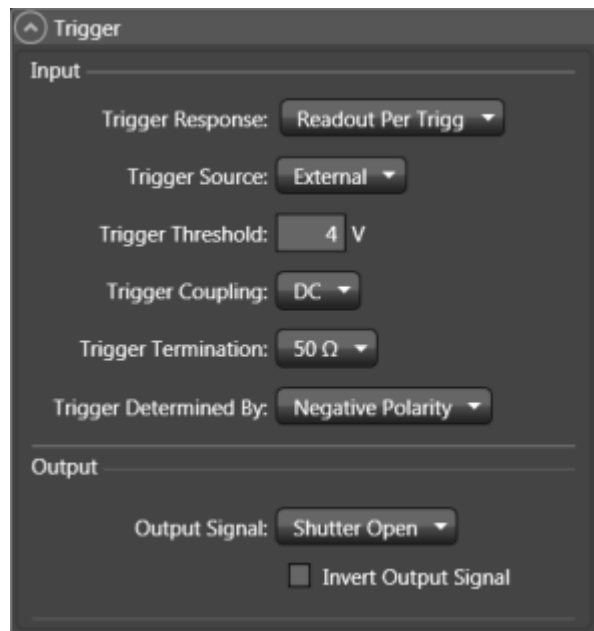 Trigger
Input
Trigger Response: Readout Per Trigg
Trigger Source: External
Trigger Threshold: 4 V
Trigger Coupling: DC
Trigger Termination: 50 Ω
Trigger Determined By: Negative Polarity
Output
Output Signal: Shutter Open
Invert Output Signal